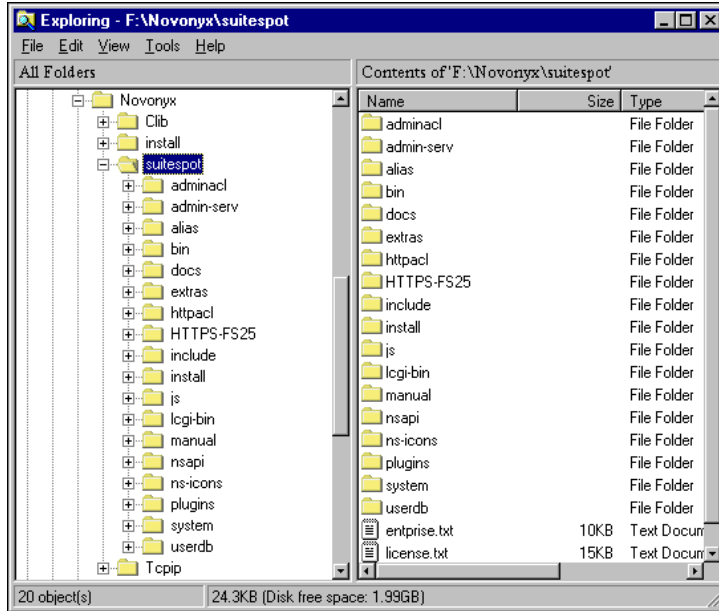 Exploring - F:\Novonyx\suitespot
File Edit View Tools Help
All Folders
Contents of 'F:\Novonyx\suitespot'
Novonyx
Clib
install
suitespot
adminacl
admin-serv
alias
bin
docs
extras
httpacl
HTTPS-FS25
include
install
js
lcgi-bin
manual
nsapi
ns-icons
plugins
system
userdb
Tcpip
Name Size Type
adminacl File Folder
admin-serv File Folder
alias File Folder
bin File Folder
docs File Folder
extras File Folder
httpacl File Folder
HTTPS-FS25 File Folder
include File Folder
install File Folder
js File Folder
lcgi-bin File Folder
manual File Folder
nsapi File Folder
ns-icons File Folder
plugins File Folder
system File Folder
userdb File Folder
entprise.txt 10KB Text Docum
license.txt 15KB Text Docum
20 object(s) 24.3KB (Disk free space: 1.99GB)